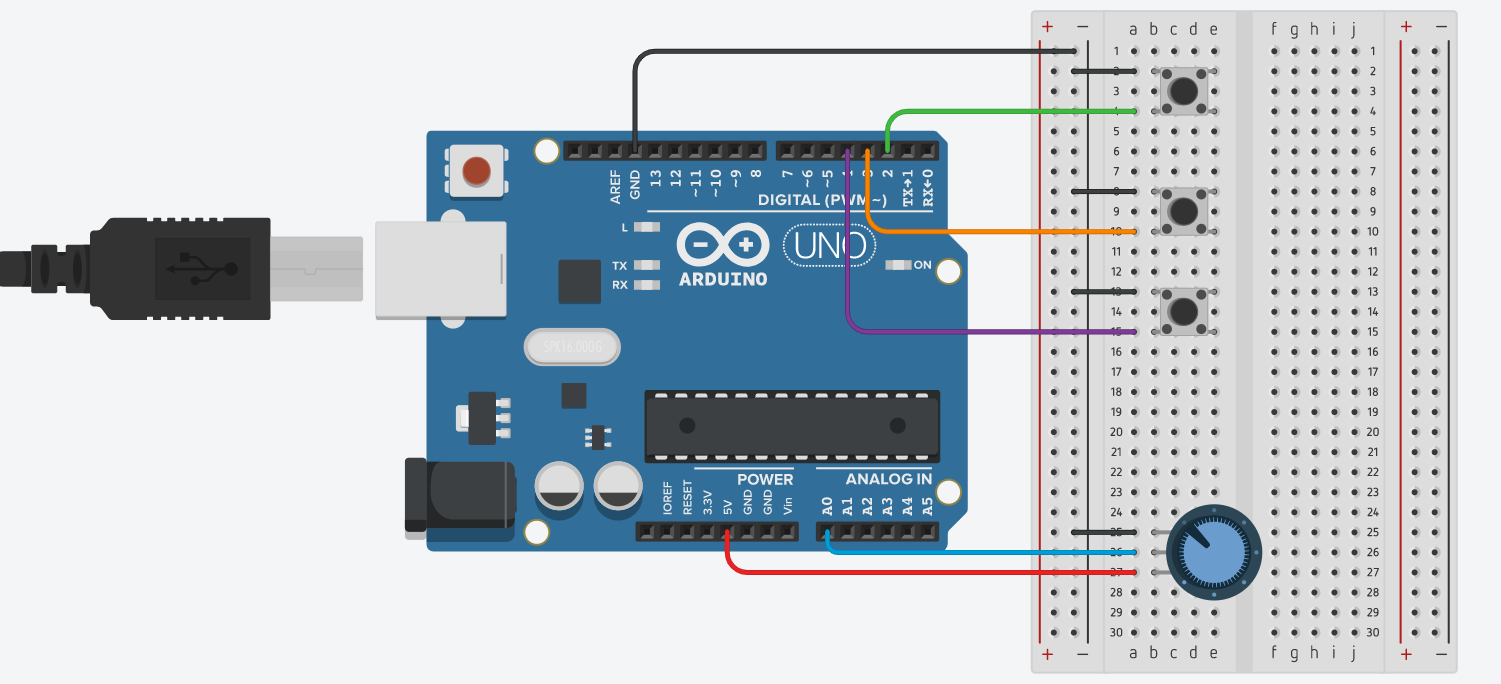 + − a b c d e f g h i j + −
1 1
2 2
3 3
4 4
5 5
6 6
7 7
8 8
9 9
10 10
11 11
12 12
13 13
14 14
15 15
16 16
17 17
18 18
19 19
20 20
21 21
22 22
23 23
24 24
25 25
26 26
27 27
28 28
29 29
30 30
+ − a b c d e f g h i j + −
AREF
GND
13
12
~11
~10
~9
8
7
~6
~5
4
~3
2
TX→1
RX←0
DIGITAL (PWM~)
L
TX
RX
ARDUINO
UNO
ON
SPK16.000G
POWER
ANALOG IN
IOREF
RESET
3.3V
5V
GND
GND
Vin
A0
A1
A2
A3
A4
A5